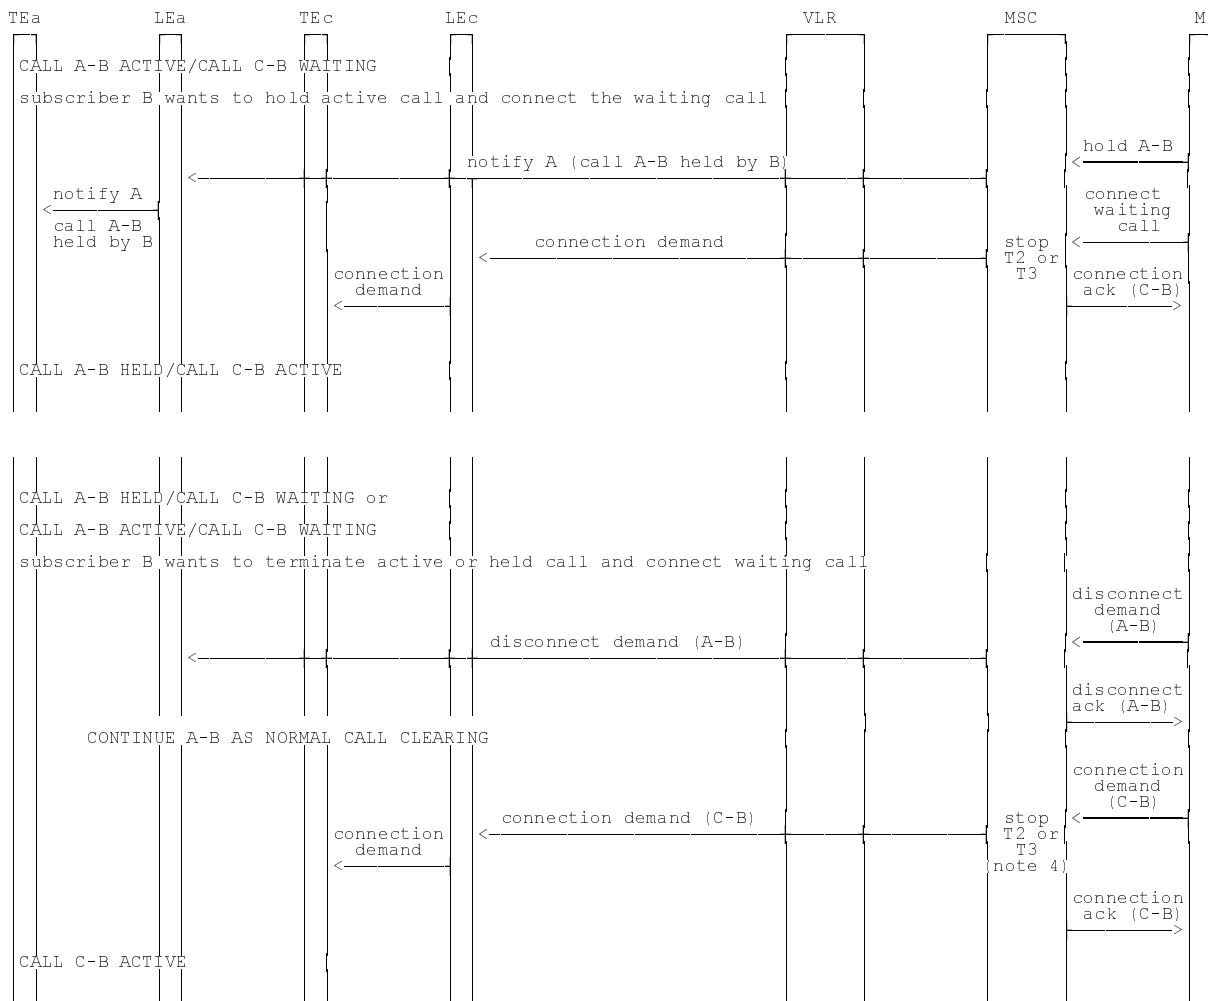 TEa LEa TEc LEc VLR MSC M
CALL A-B ACTIVE/CALL C-B WAITING
subscriber B wants to hold active call and connect the waiting call
hold A-B
notify A (call A-B held by B)
notify A
call A-B
held by B
connect
waiting
call
connection demand
stop
T2 or
T3
connection
demand
connection
ack (C-B)
CALL A-B HELD/CALL C-B ACTIVE
CALL A-B HELD/CALL C-B WAITING or
CALL A-B ACTIVE/CALL C-B WAITING
subscriber B wants to terminate active or held call and connect waiting call
disconnect
demand
(A-B)
disconnect demand (A-B)
disconnect
ack (A-B)
CONTINUE A-B AS NORMAL CALL CLEARING
connection
demand
(C-B)
connection demand (C-B)
stop
T2 or
T3
(note 4)
connection
demand
connection
ack (C-B)
CALL C-B ACTIVE